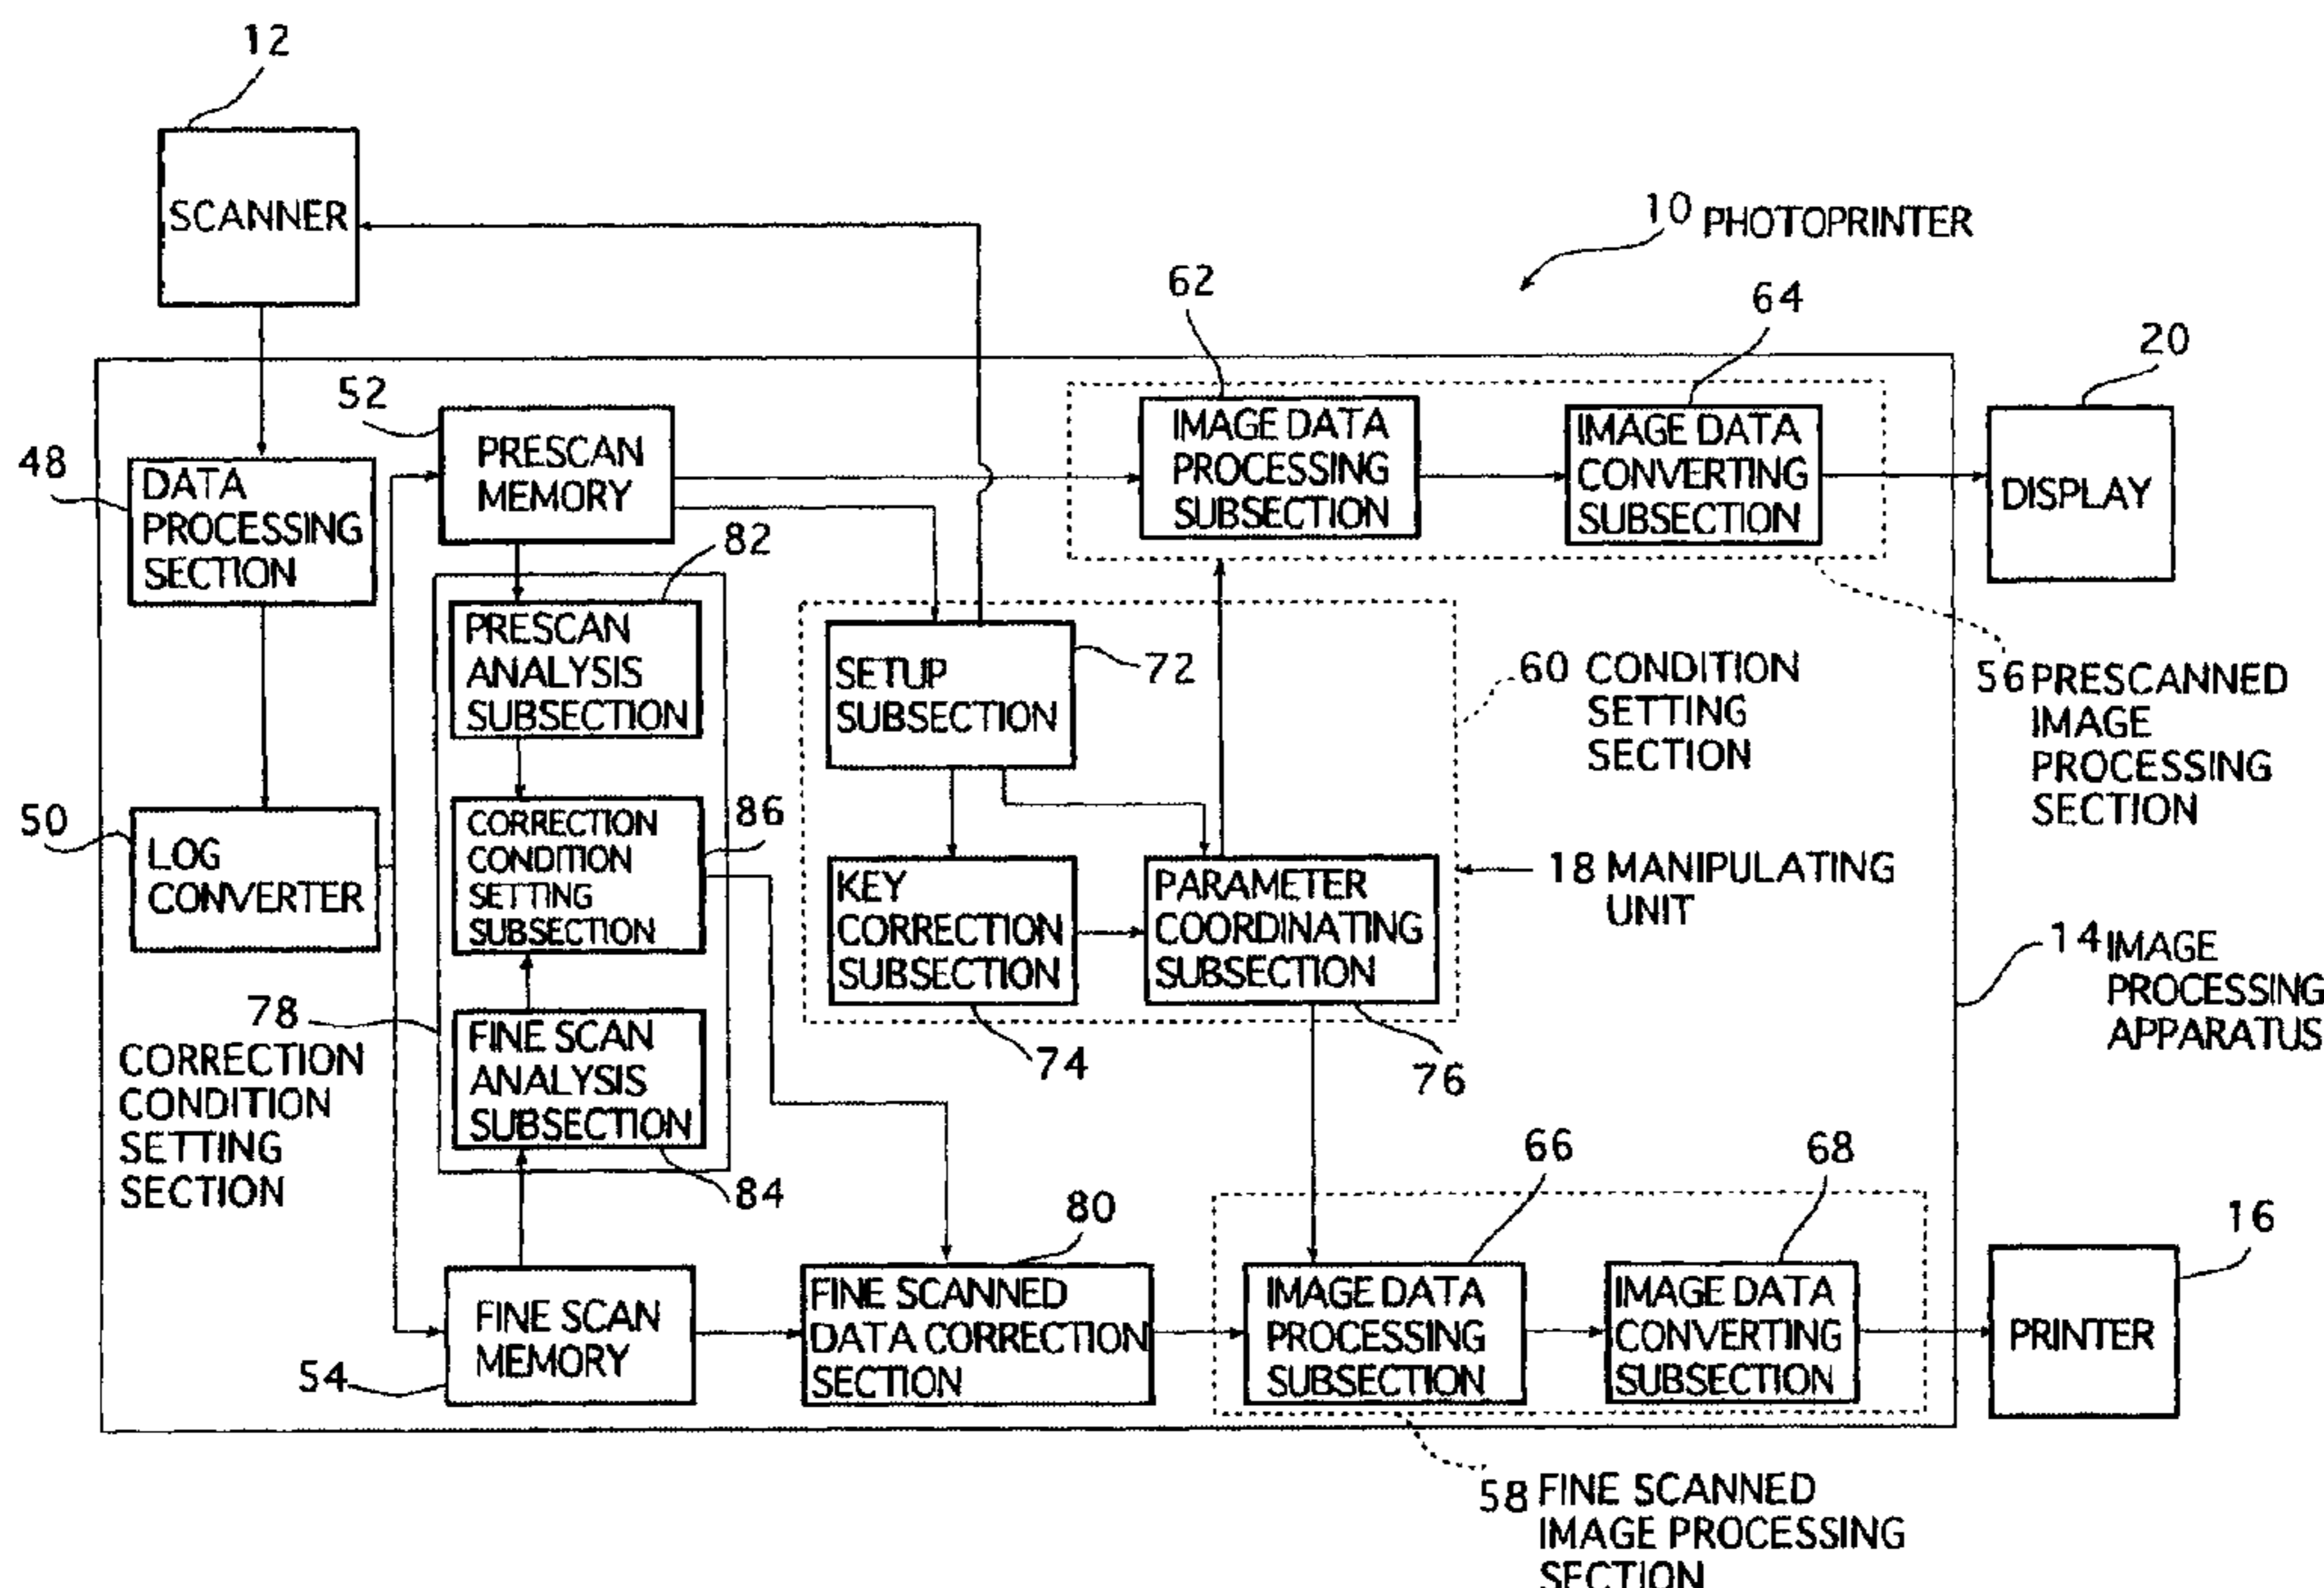 12
SCANNER
10 PHOTOPRINTER
62
64
20
52
48
DATA
PROCESSING
SECTION
PRESCAN
MEMORY
IMAGE DATA
PROCESSING
SUBSECTION
IMAGE DATA
CONVERTING
SUBSECTION
DISPLAY
82
PRESCAN
ANALYSIS
SUBSECTION
SETUP
SUBSECTION
72
60 CONDITION
SETTING
SECTION
56 PRESCANNED
IMAGE
PROCESSING
SECTION
50
LOG
CONVERTER
CORRECTION
CONDITION
SETTING
SUBSECTION
86
KEY
CORRECTION
SUBSECTION
PARAMETER
COORDINATING
SUBSECTION
18 MANIPULATING
UNIT
14 IMAGE
PROCESSING
APPARATUS
78
CORRECTION
CONDITION
SETTING
SECTION
FINE SCAN
ANALYSIS
SUBSECTION
74
76
84
80
66
68
16
54
FINE SCAN
MEMORY
FINE SCANNED
DATA CORRECTION
SECTION
IMAGE DATA
PROCESSING
SUBSECTION
IMAGE DATA
CONVERTING
SUBSECTION
PRINTER
58 FINE SCANNED
IMAGE PROCESSING
SECTION